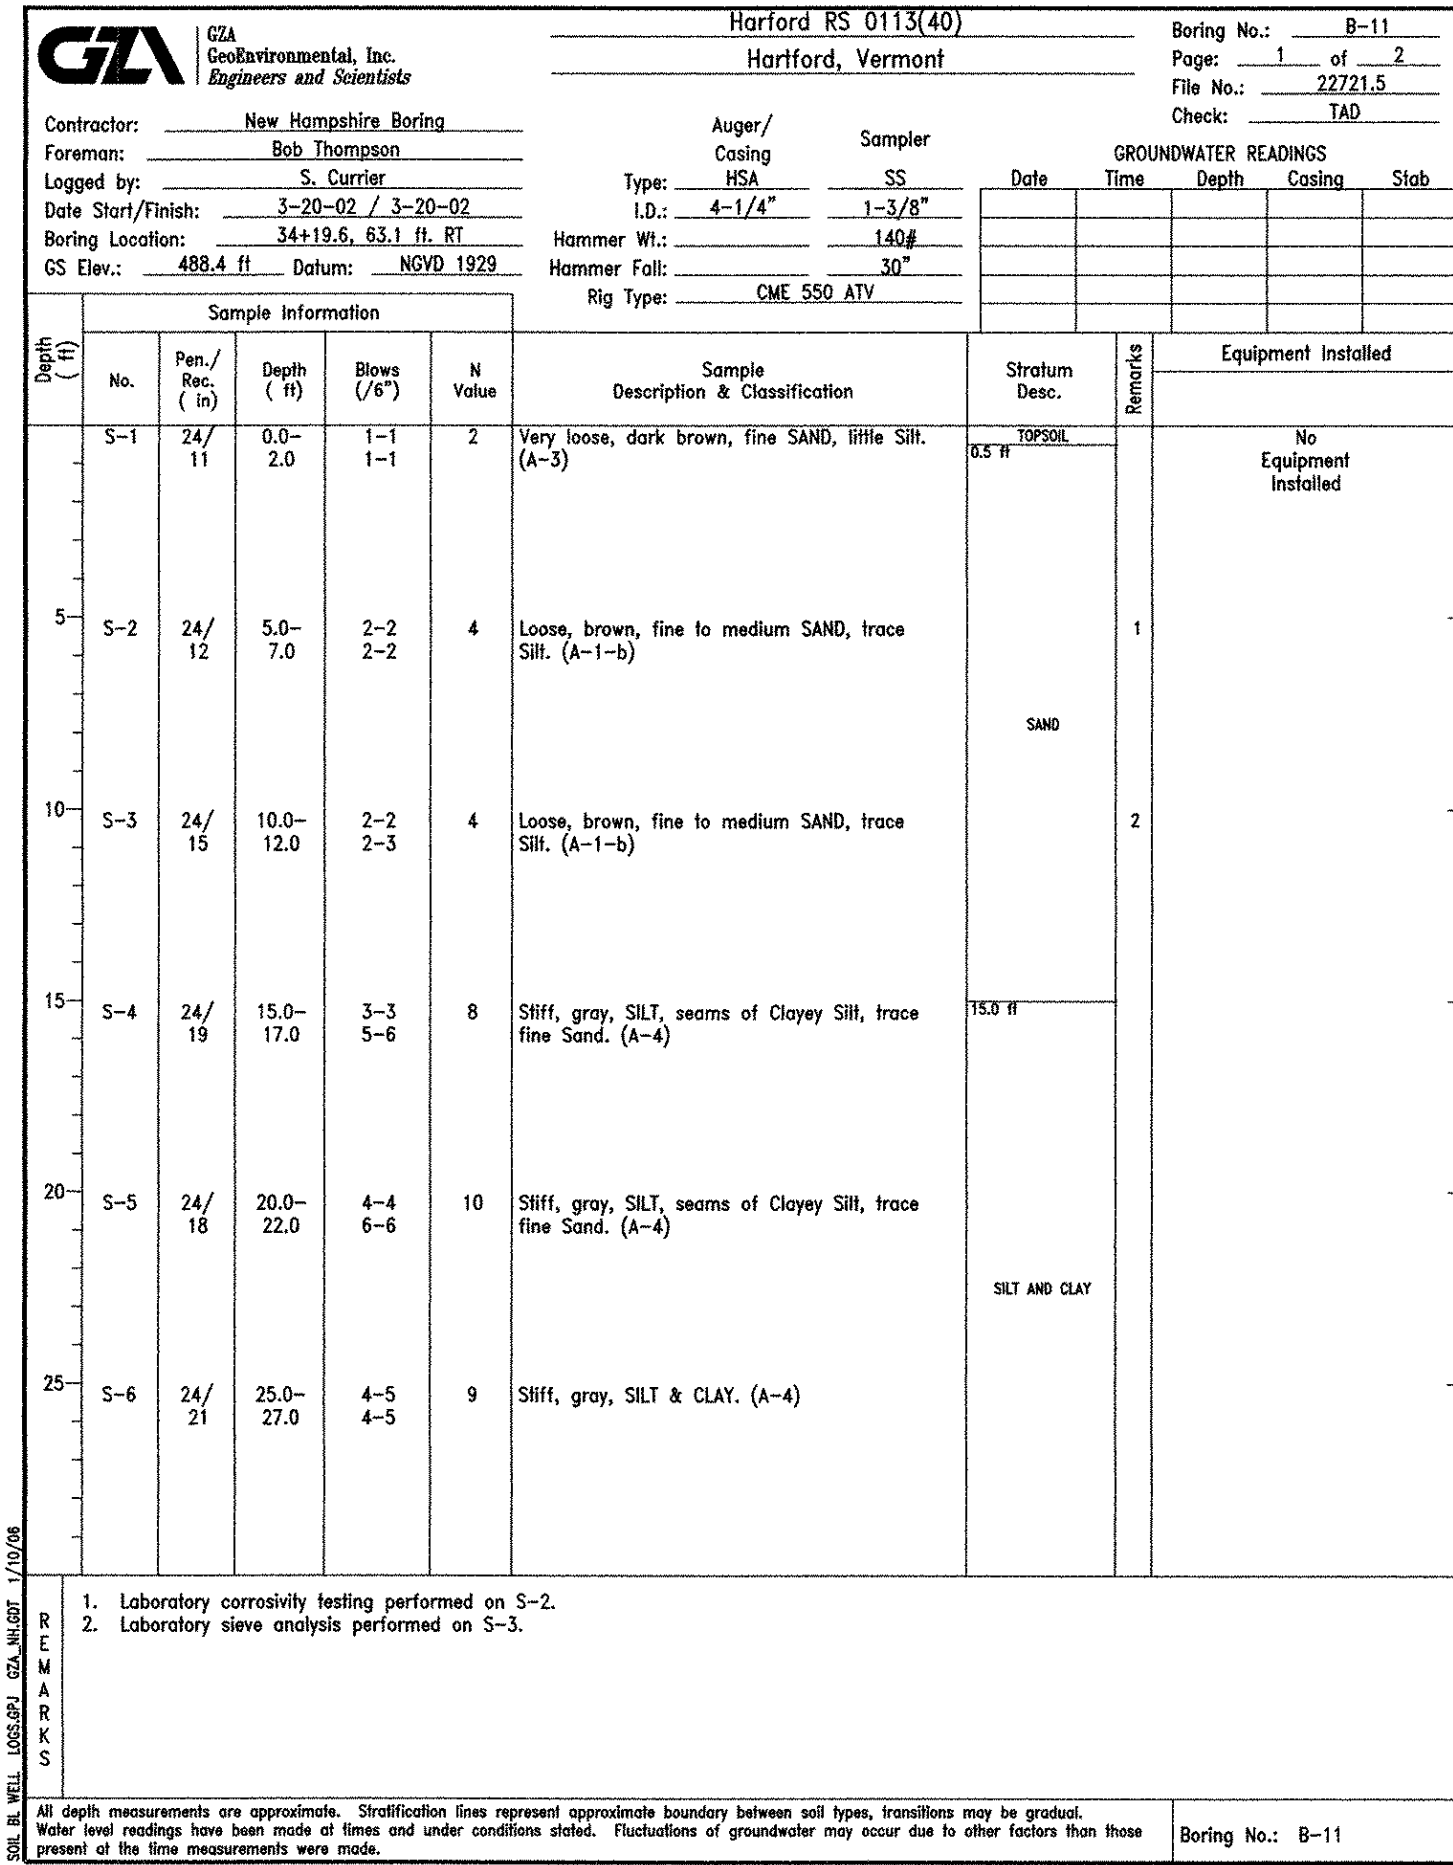 GZA
GZA
GeoEnvironmental, Inc.
Engineers and Scientists
Harford RS 0113(40)
Hartford, Vermont
Boring No.: B-11
Page: 1 of 2
File No.: 22721.5
Check: TAD
Contractor: New Hampshire Boring
Foreman: Bob Thompson
Logged by: S. Currier
Date Start/Finish: 3-20-02 / 3-20-02
Boring Location: 34+19.6, 63.1 ft. RT
GS Elev.: 488.4 ft Datum: NGVD 1929
Auger/
Casing Sampler
Type: HSA SS
I.D.: 4-1/4" 1-3/8"
Hammer Wt.: 140#
Hammer Fall: 30"
Rig Type: CME 550 ATV
GROUNDWATER READINGS
Date Time Depth Casing Stab
Depth
( ft)
Sample Information
No.
Pen./
Rec.
( in)
Depth
( ft)
Blows
(/6")
N
Value
Sample
Description & Classification
Stratum
Desc.
Remarks
Equipment Installed
S-1 24/ 0.0- 1-1 2 Very loose, dark brown, fine SAND, little Silt. TOPSOIL No
11 2.0 1-1 (A-3) 0.5 ft Equipment
Installed
5
S-2 24/ 5.0- 2-2 4 Loose, brown, fine to medium SAND, trace 1
12 7.0 2-2 Silt. (A-1-b)
SAND
10
S-3 24/ 10.0- 2-2 4 Loose, brown, fine to medium SAND, trace 2
15 12.0 2-3 Silt. (A-1-b)
15
S-4 24/ 15.0- 3-3 8 Stiff, gray, SILT, seams of Clayey Silt, trace 15.0 ft
19 17.0 5-6 fine Sand. (A-4)
20
S-5 24/ 20.0- 4-4 10 Stiff, gray, SILT, seams of Clayey Silt, trace
18 22.0 6-6 fine Sand. (A-4)
SILT AND CLAY
25
S-6 24/ 25.0- 4-5 9 Stiff, gray, SILT & CLAY. (A-4)
21 27.0 4-5
REMARKS
1. Laboratory corrosivity testing performed on S-2.
2. Laboratory sieve analysis performed on S-3.
All depth measurements are approximate. Stratification lines represent approximate boundary between soil types, transitions may be gradual.
Water level readings have been made at times and under conditions stated. Fluctuations of groundwater may occur due to other factors than those
present at the time measurements were made.
Boring No.: B-11
SOIL BL WELL LOGS.GPJ GZA_NH.GDT 1/10/06